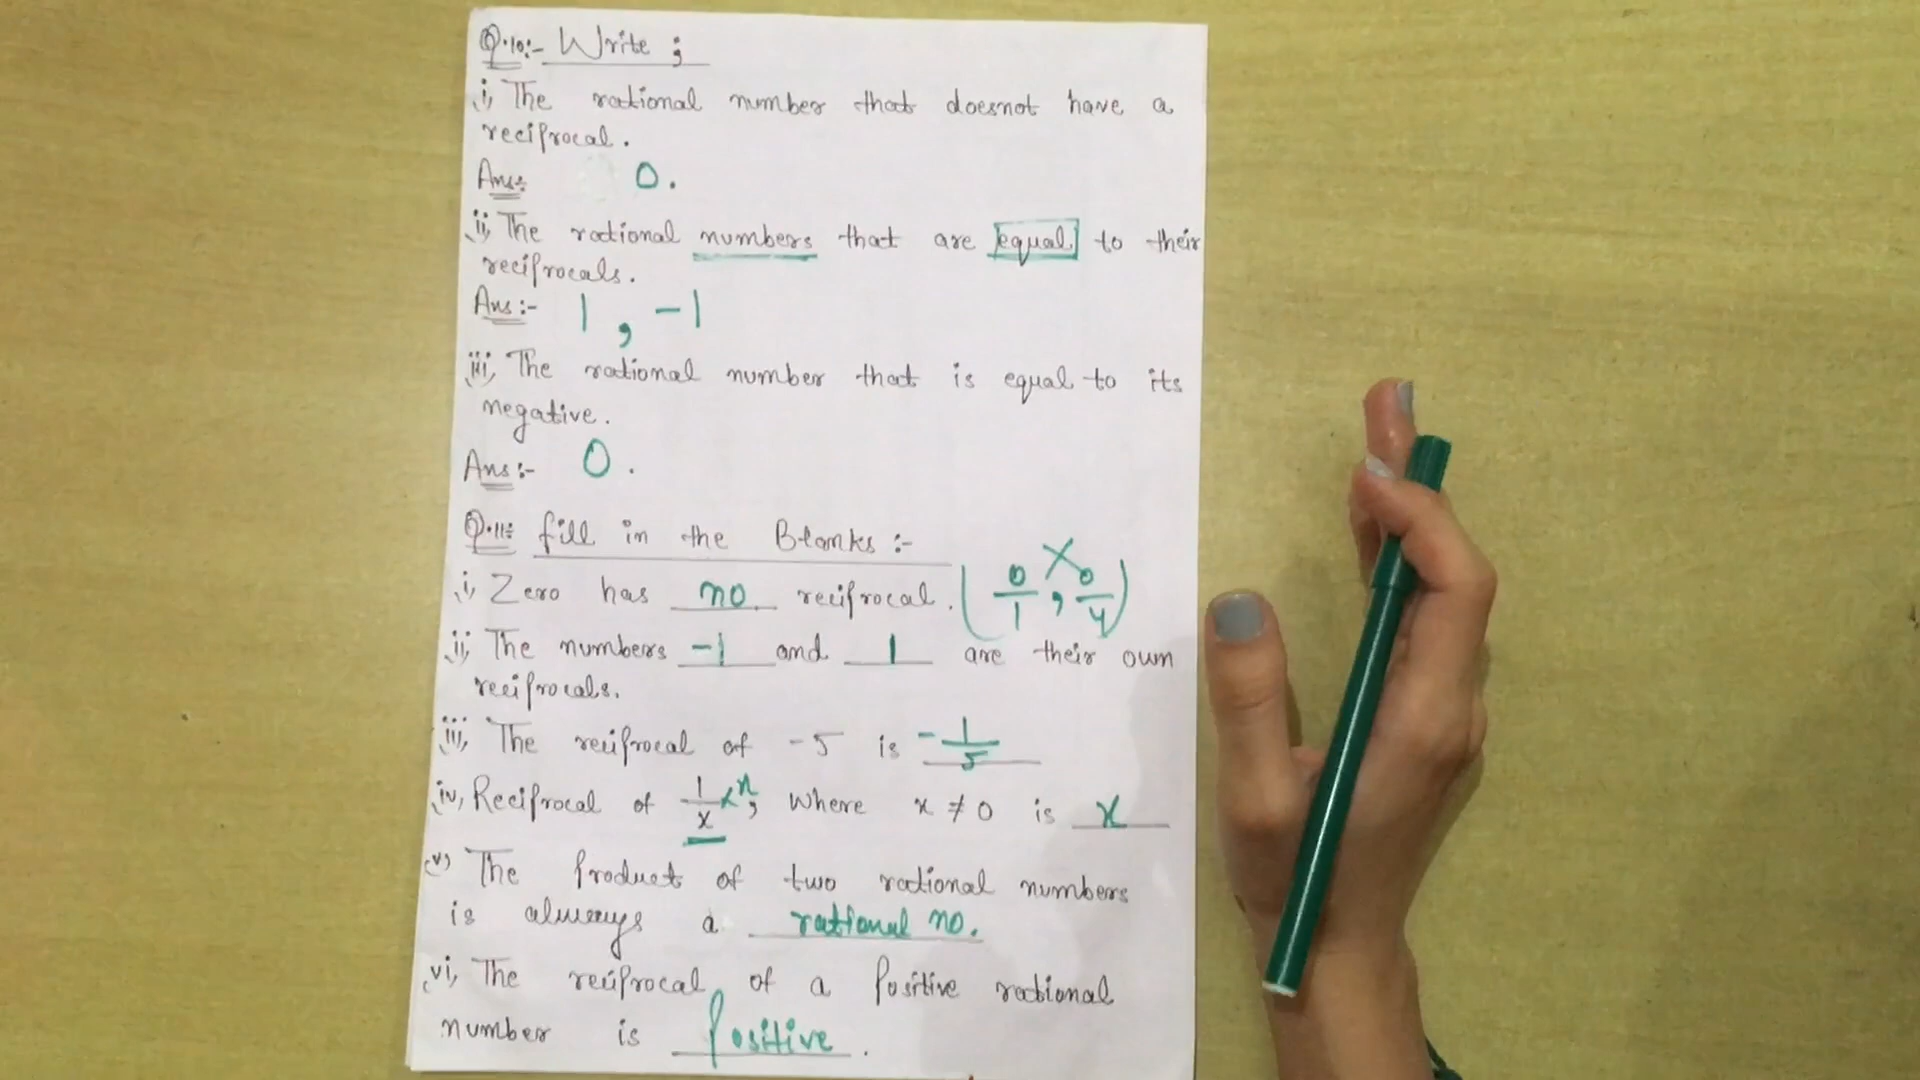 Q.10:- Write ;
i, The rational number that doesnot have a
reciprocal.
Ans:- 0.
ii, The rational numbers that are equal to their
reciprocals.
Ans:- 1 , -1
iii, The rational number that is equal to its
negative.
Ans:- 0.
Q.11:- fill in the Blanks :-
i, Zero has no reciprocal. ( 0/1 , 0/4 ) X
ii, The numbers -1 and 1 are their own
reciprocals.
iii, The reciprocal of -5 is -1/5
iv, Reciprocal of 1/x, where x ≠ 0 is x
v, The Product of two rational numbers
is always a rational no.
vi, The reciprocal of a Positive rational
number is Positive .